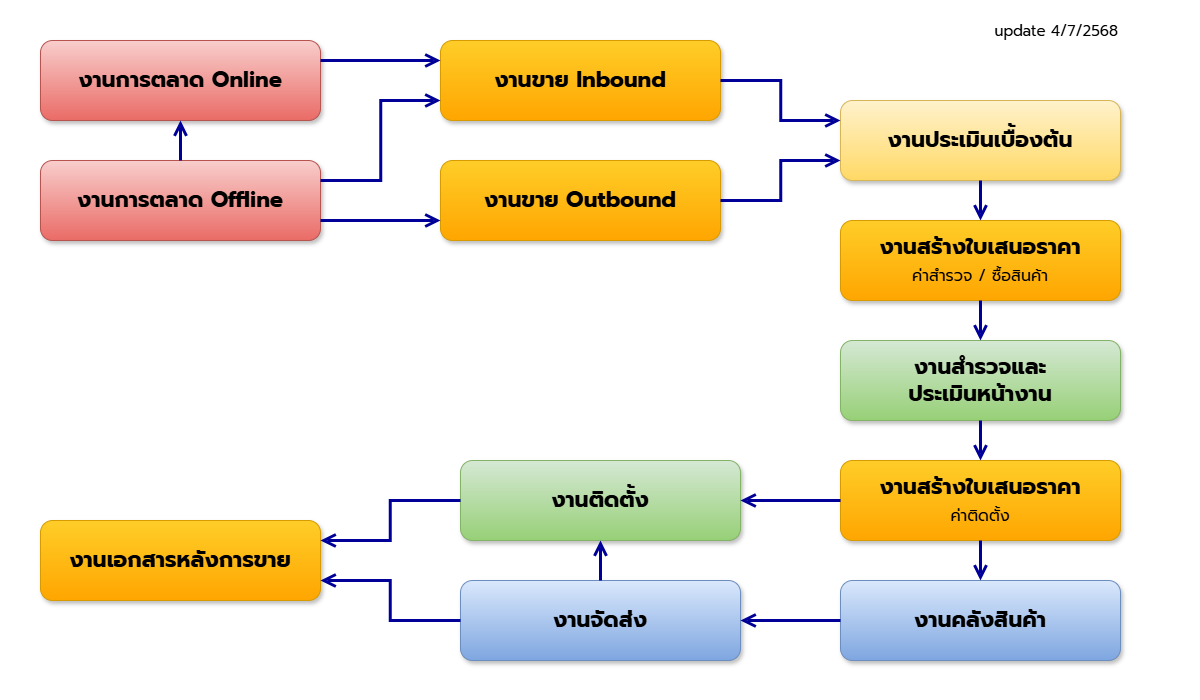 update 4/7/2568
งานการตลาด Online
งานขาย Inbound
งานประเมินเบื้องต้น
งานการตลาด Offline
งานขาย Outbound
งานสร้างใบเสนอราคา
ค่าสำรวจ / ซื้อสินค้า
งานสำรวจและ
ประเมินหน้างาน
งานสร้างใบเสนอราคา
ค่าติดตั้ง
งานติดตั้ง
งานเอกสารหลังการขาย
งานจัดส่ง
งานคลังสินค้า